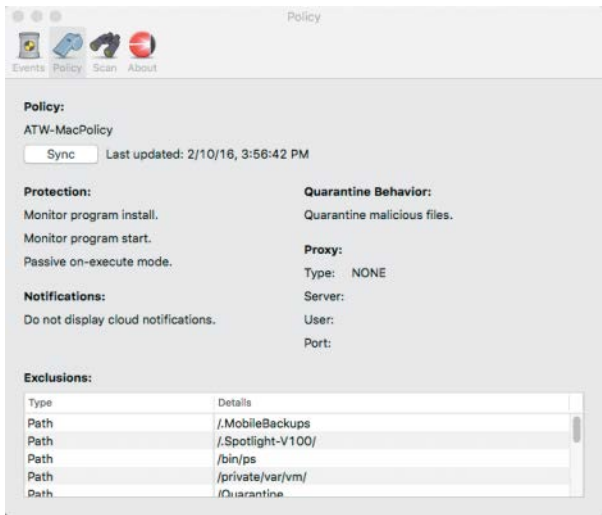 Policy
Events Policy Scan About
Policy:
ATW-MacPolicy
Sync Last updated: 2/10/16, 3:56:42 PM
Protection:
Monitor program install.
Monitor program start.
Passive on-execute mode.
Notifications:
Do not display cloud notifications.
Quarantine Behavior:
Quarantine malicious files.
Proxy:
Type: NONE
Server:
User:
Port:
Exclusions:
Type Details
Path /.MobileBackups
Path /.Spotlight-V100/
Path /bin/ps
Path /private/var/vm/
Path /Quarantine